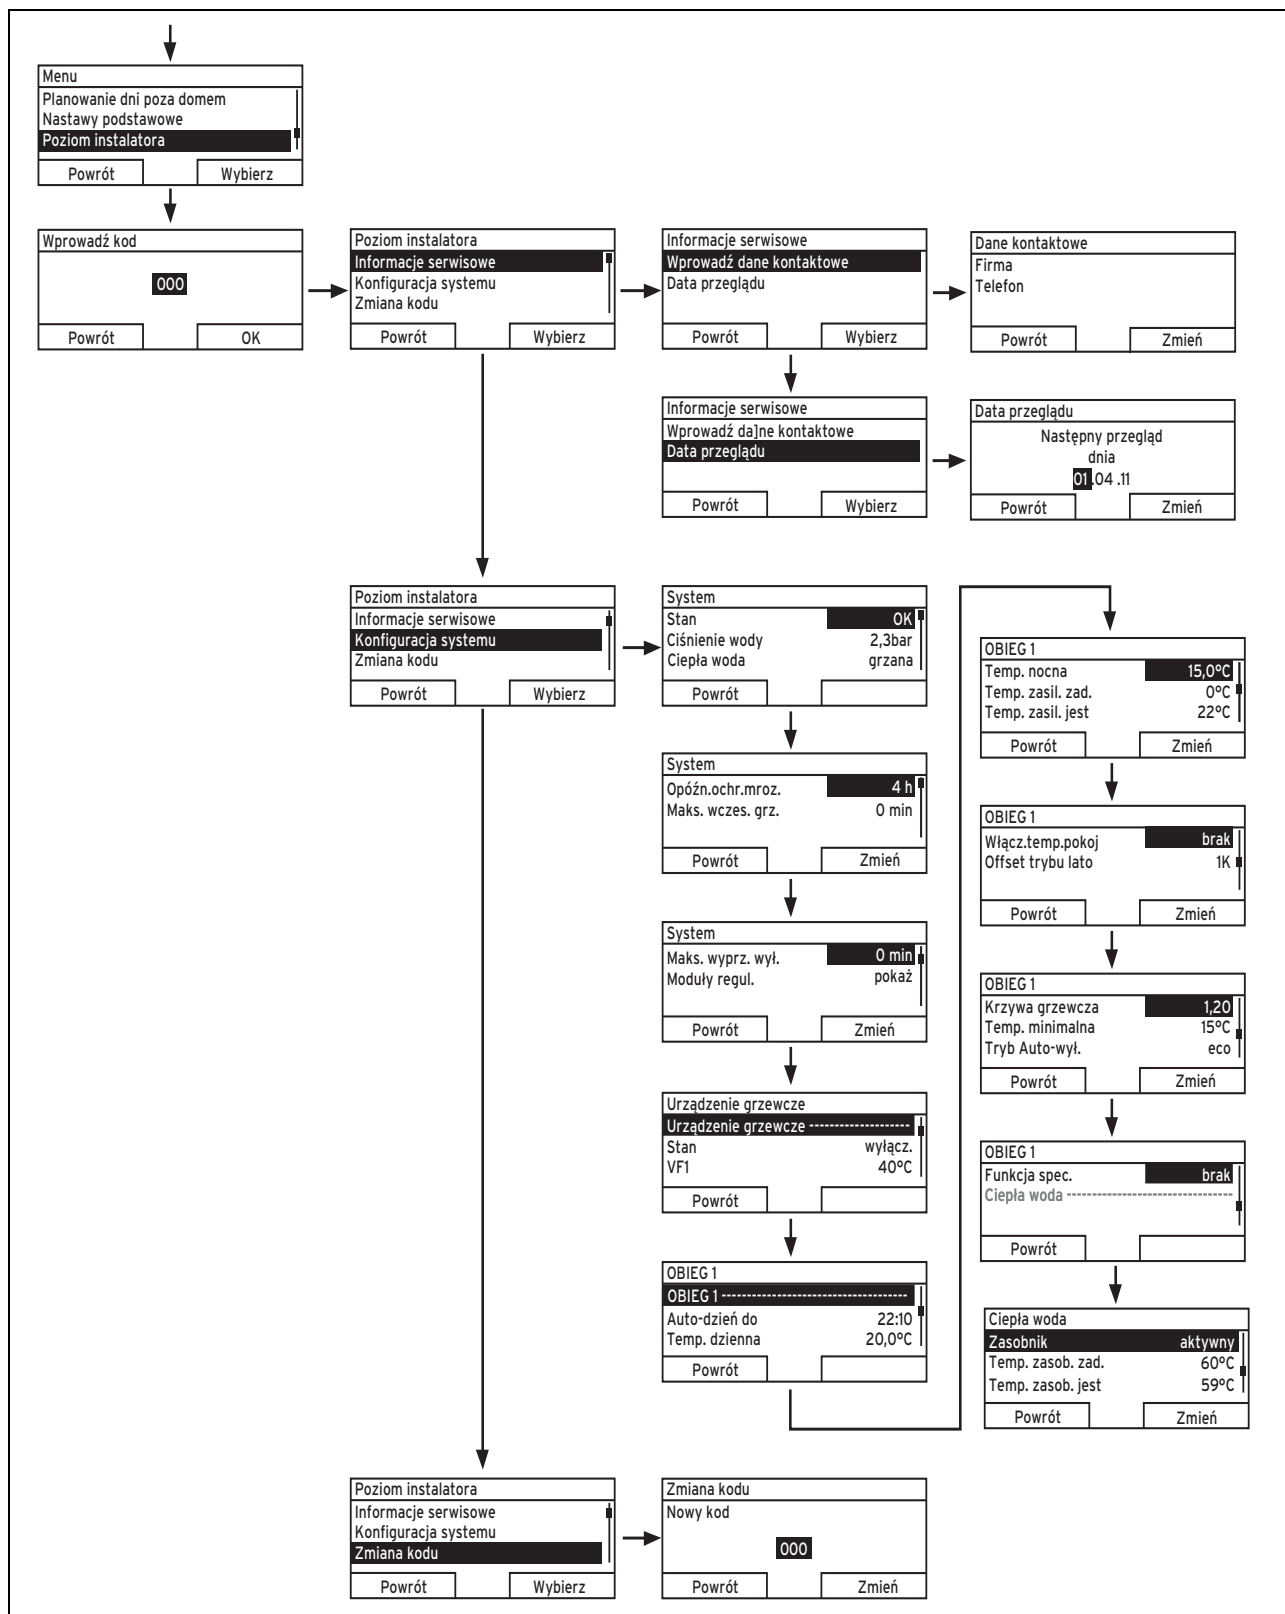 Menu
Planowanie dni poza domem
Nastawy podstawowe
Poziom instalatora
Powrót Wybierz
Wprowadź kod
000
Powrót OK
Poziom instalatora
Informacje serwisowe
Konfiguracja systemu
Zmiana kodu
Powrót Wybierz
Informacje serwisowe
Wprowadź dane kontaktowe
Data przeglądu
Powrót Wybierz
Dane kontaktowe
Firma
Telefon
Powrót Zmień
Informacje serwisowe
Wprowadź da]ne kontaktowe
Data przeglądu
Powrót Wybierz
Data przeglądu
Następny przegląd
dnia
01.04 .11
Powrót Zmień
Poziom instalatora
Informacje serwisowe
Konfiguracja systemu
Zmiana kodu
Powrót Wybierz
System
Stan OK
Ciśnienie wody 2,3bar
Ciepła woda grzana
Powrót
System
Opóźn.ochr.mroz. 4 h
Maks. wczes. grz. 0 min
Powrót Zmień
System
Maks. wyprz. wył. 0 min
Moduły regul. pokaż
Powrót Zmień
Urządzenie grzewcze
Urządzenie grzewcze --------------------
Stan wyłącz.
VF1 40°C
Powrót
OBIEG 1
OBIEG 1 -------------------------------------
Auto-dzień do 22:10
Temp. dzienna 20,0°C
Powrót
OBIEG 1
Temp. nocna 15,0°C
Temp. zasil. zad. 0°C
Temp. zasil. jest 22°C
Powrót Zmień
OBIEG 1
Włącz.temp.pokoj brak
Offset trybu lato 1K
Powrót Zmień
OBIEG 1
Krzywa grzewcza 1,20
Temp. minimalna 15°C
Tryb Auto-wył. eco
Powrót Zmień
OBIEG 1
Funkcja spec. brak
Ciepła woda ---------------------------------
Powrót
Ciepła woda
Zasobnik aktywny
Temp. zasob. zad. 60°C
Temp. zasob. jest 59°C
Powrót Zmień
Poziom instalatora
Informacje serwisowe
Konfiguracja systemu
Zmiana kodu
Powrót Wybierz
Zmiana kodu
Nowy kod
000
Powrót Zmień